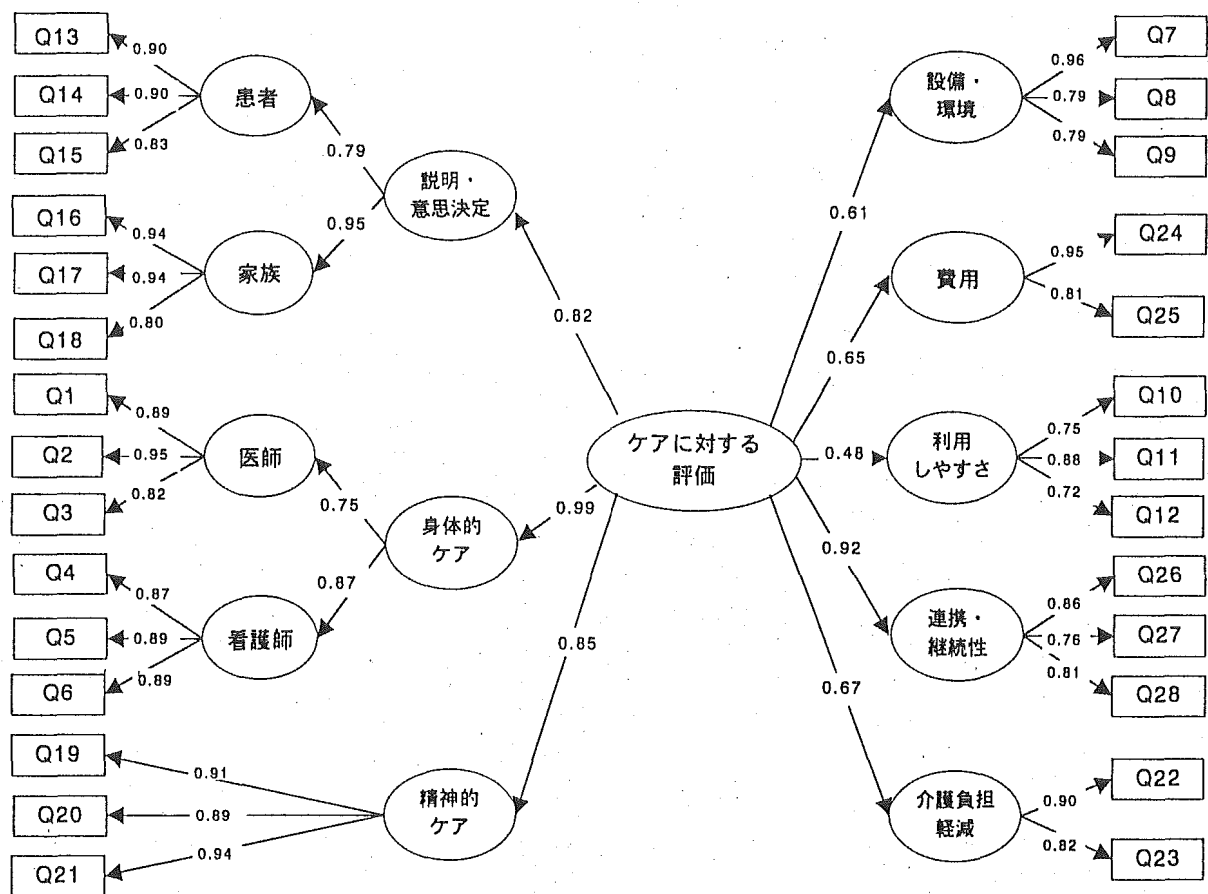 Q13
0.90
Q14
0.90
Q15
0.83
患者
0.79
説明・
意思決定
Q16
0.94
Q17
0.94
Q18
0.80
家族
0.95
0.82
Q1
0.89
Q2
0.95
Q3
0.82
医師
0.75
身体的
ケア
0.99
Q4
0.87
Q5
0.89
Q6
0.89
看護師
0.87
Q19
0.91
Q20
0.89
Q21
0.94
精神的
ケア
0.85
ケアに対する
評価
0.61
設備・
環境
0.96
Q7
0.79
Q8
0.79
Q9
0.65
費用
0.95
Q24
0.81
Q25
0.48
利用
しやすさ
0.75
Q10
0.88
Q11
0.72
Q12
0.92
連携・
継続性
0.86
Q26
0.76
Q27
0.81
Q28
0.67
介護負担
軽減
0.90
Q22
0.82
Q23